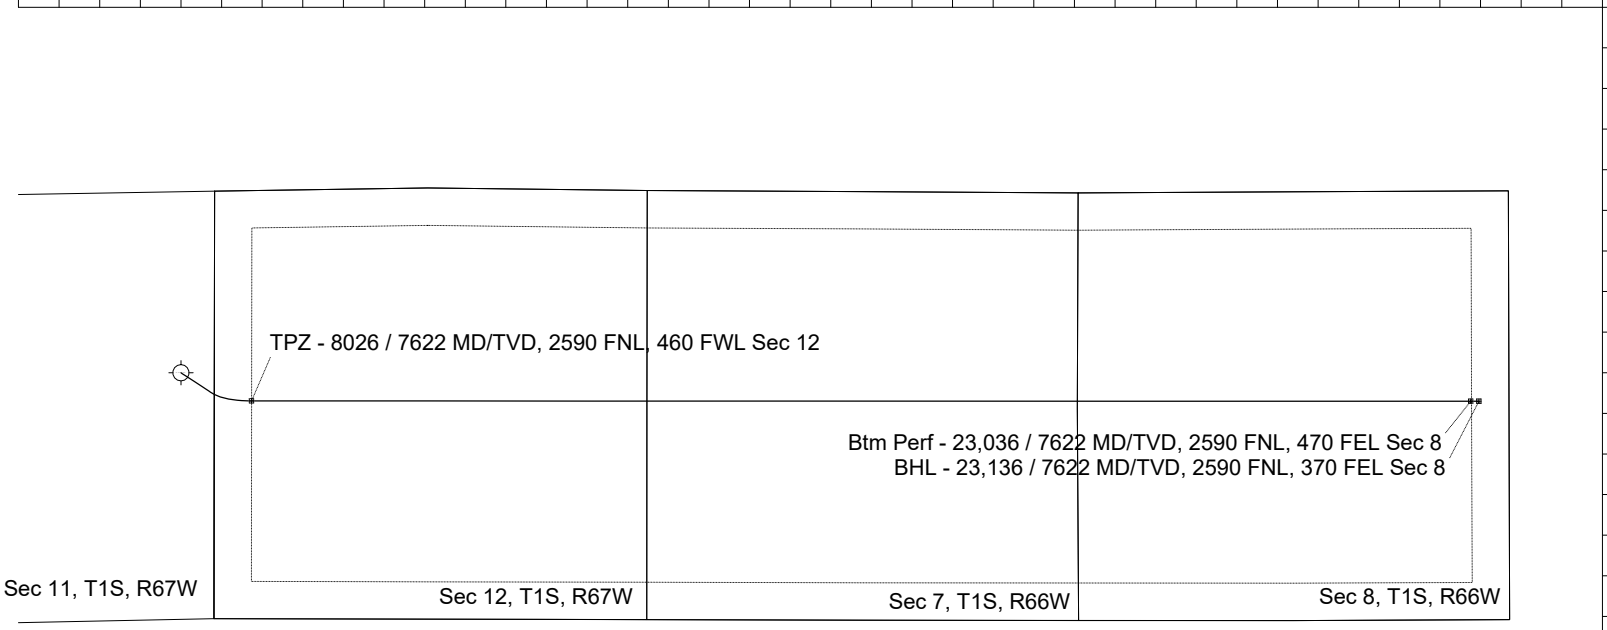 TPZ - 8026 / 7622 MD/TVD, 2590 FNL, 460 FWL Sec 12
Btm Perf - 23,036 / 7622 MD/TVD, 2590 FNL, 470 FEL Sec 8
BHL - 23,136 / 7622 MD/TVD, 2590 FNL, 370 FEL Sec 8
Sec 11, T1S, R67W
Sec 12, T1S, R67W
Sec 7, T1S, R66W
Sec 8, T1S, R66W